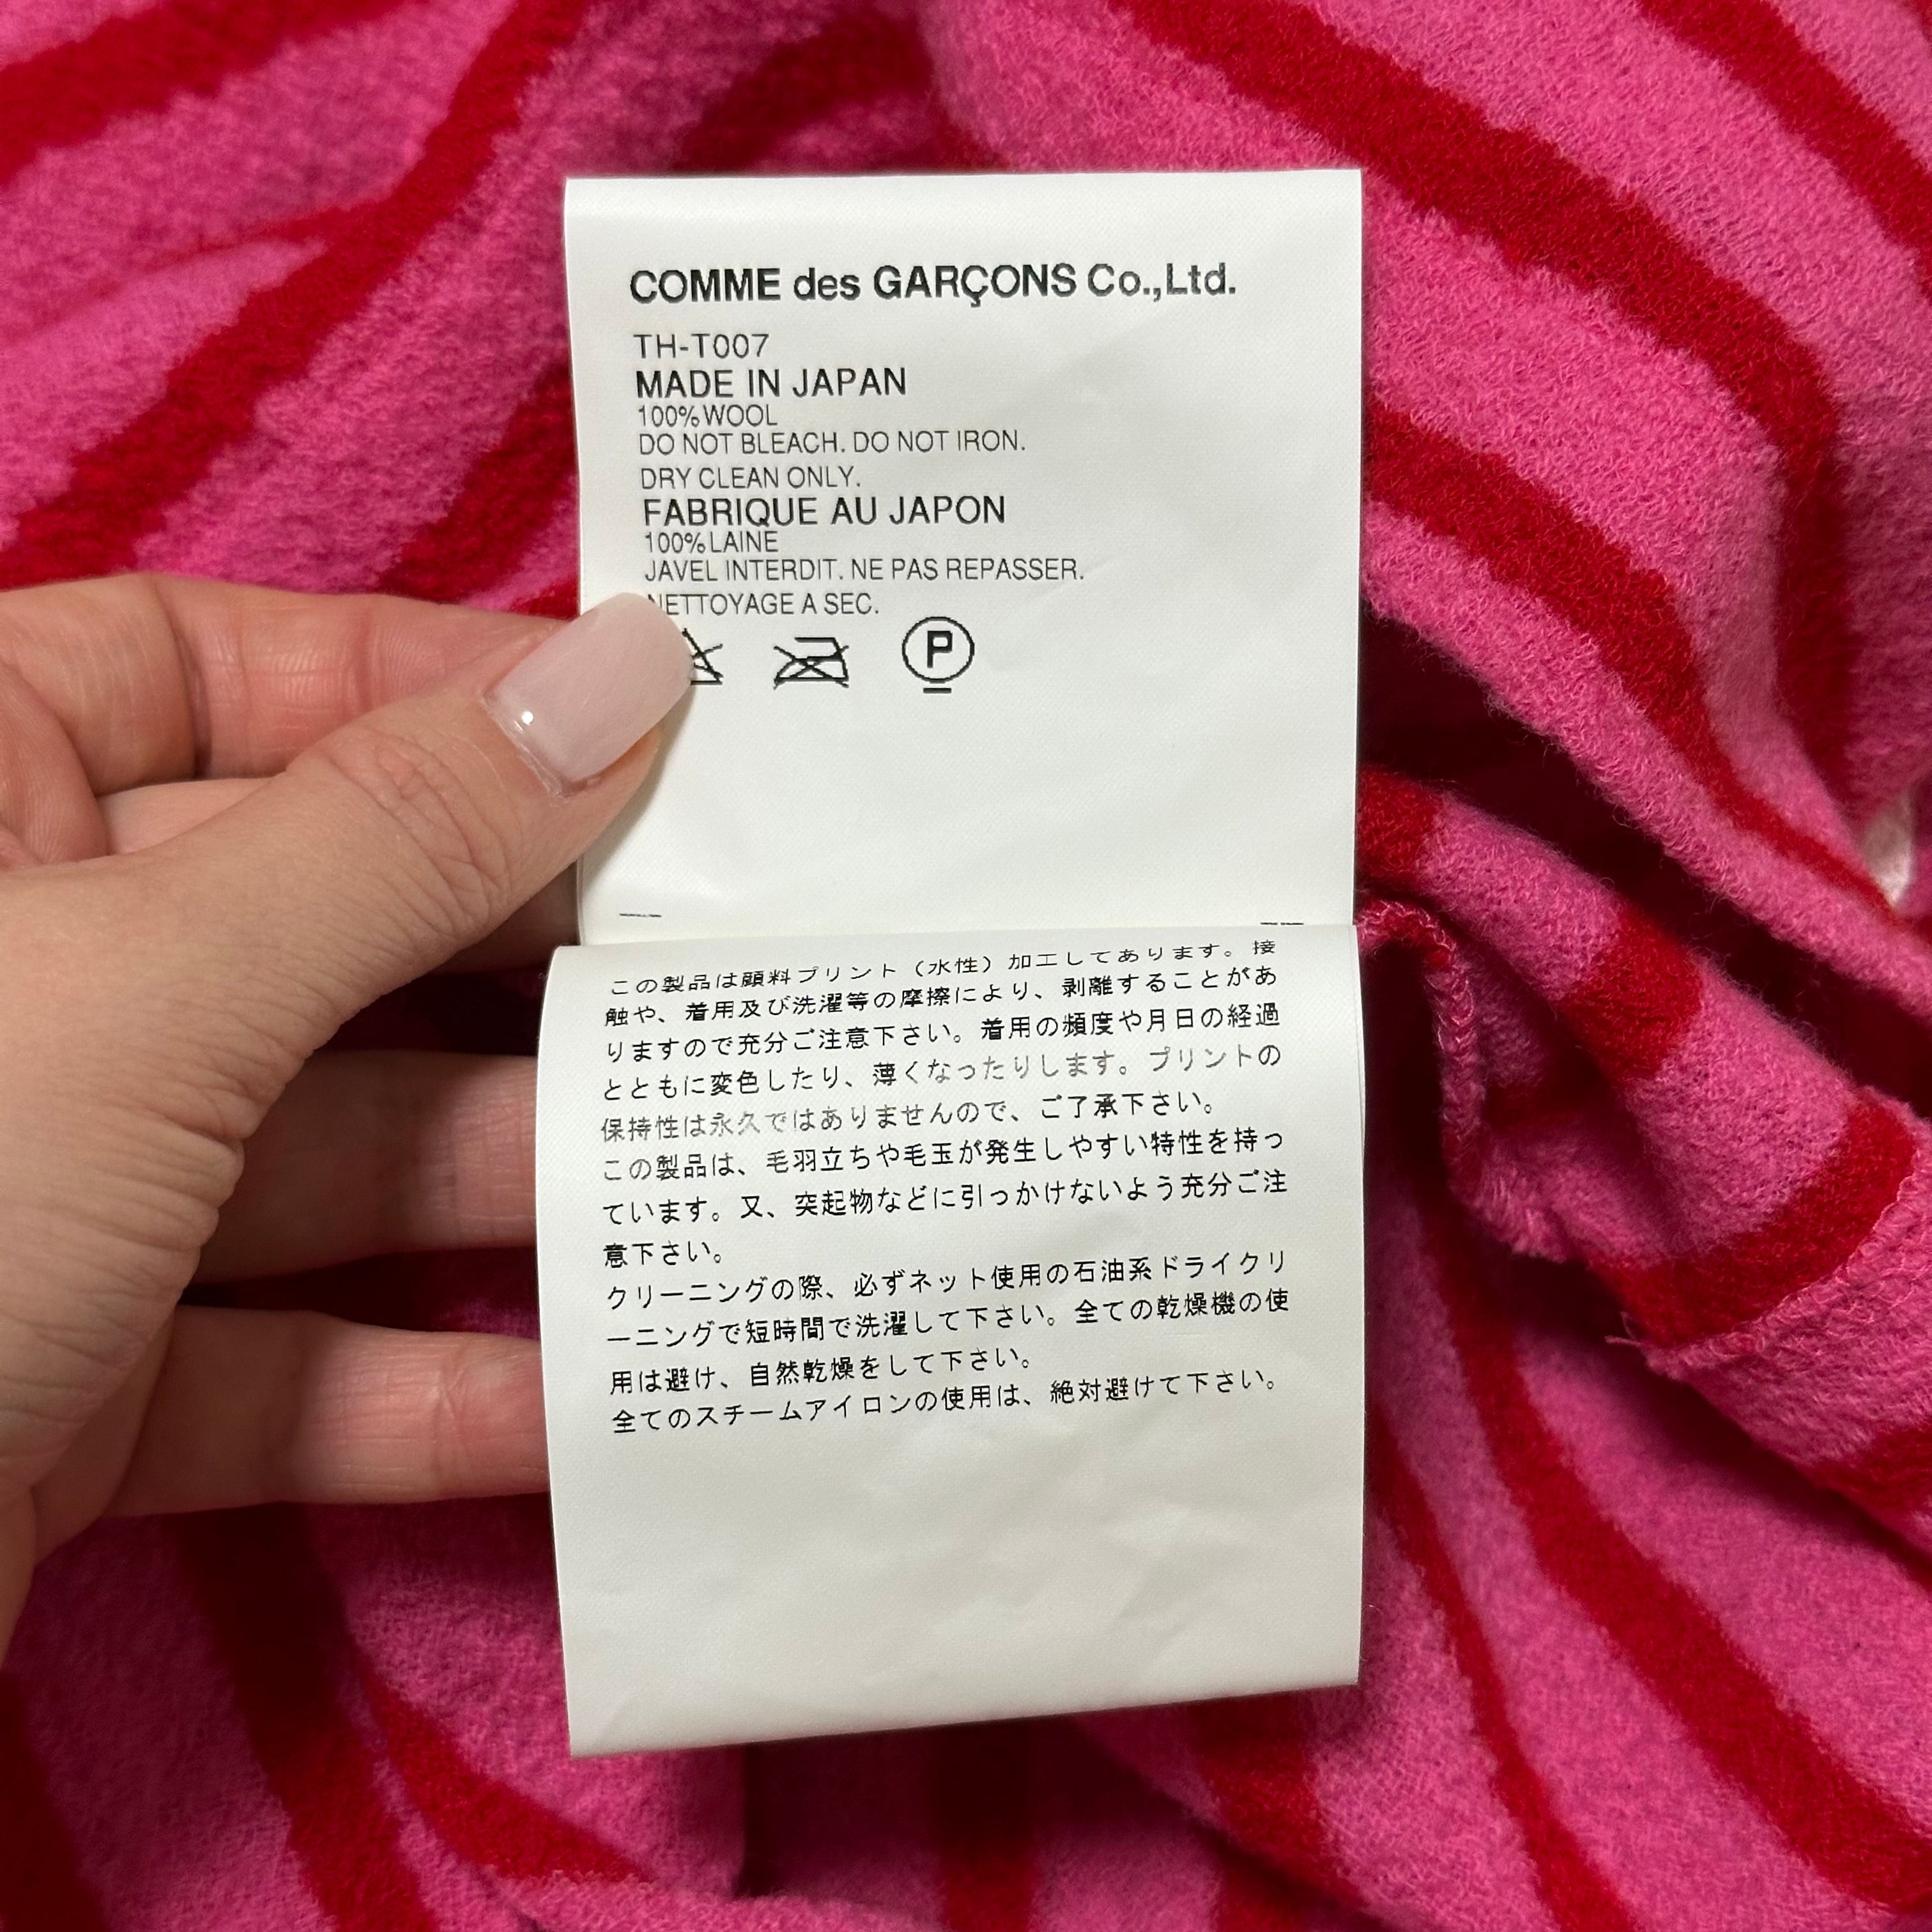 COMME des GARÇONS Co.,Ltd.
TH-T007
MADE IN JAPAN
100%WOOL
DO NOT BLEACH. DO NOT IRON.
DRY CLEAN ONLY.
FABRIQUE AU JAPON
100%LAINE
JAVEL INTERDIT. NE PAS REPASSER.
NETTOYAGE A SEC.
P
この製品は顔料プリント（水性）加工してあります。接
触や、着用及び洗濯等の摩擦により、剥離することがあ
りますので充分ご注意下さい。着用の頻度や月日の経過
とともに変色したり、薄くなったりします。プリントの
保持性は永久ではありませんので、ご了承下さい。
この製品は、毛羽立ちや毛玉が発生しやすい特性を持っ
ています。又、突起物などに引っかけないよう充分ご注
意下さい。
クリーニングの際、必ずネット使用の石油系ドライクリ
ーニングで短時間で洗濯して下さい。全ての乾燥機の使
用は避け、自然乾燥をして下さい。
全てのスチームアイロンの使用は、絶対避けて下さい。